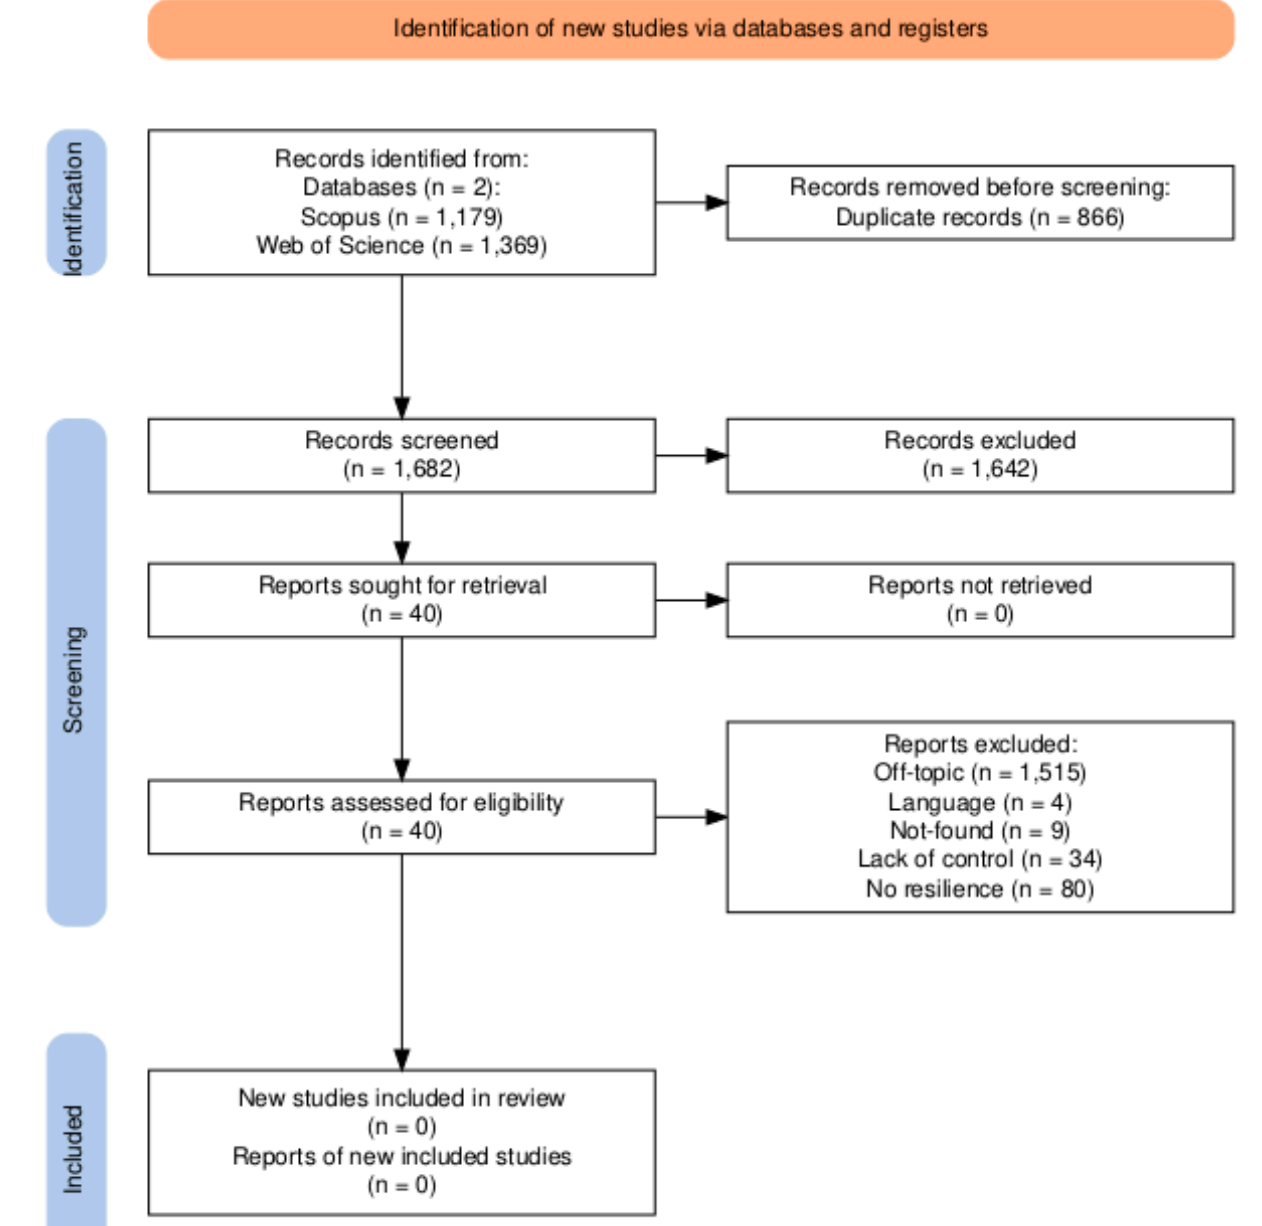 Identification of new studies via databases and registers
Identification
Records identified from:
Databases (n = 2):
Scopus (n = 1,179)
Web of Science (n = 1,369)
Records removed before screening:
Duplicate records (n = 866)
Screening
Records screened
(n = 1,682)
Records excluded
(n = 1,642)
Reports sought for retrieval
(n = 40)
Reports not retrieved
(n = 0)
Reports assessed for eligibility
(n = 40)
Reports excluded:
Off-topic (n = 1,515)
Language (n = 4)
Not-found (n = 9)
Lack of control (n = 34)
No resilience (n = 80)
Included
New studies included in review
(n = 0)
Reports of new included studies
(n = 0)